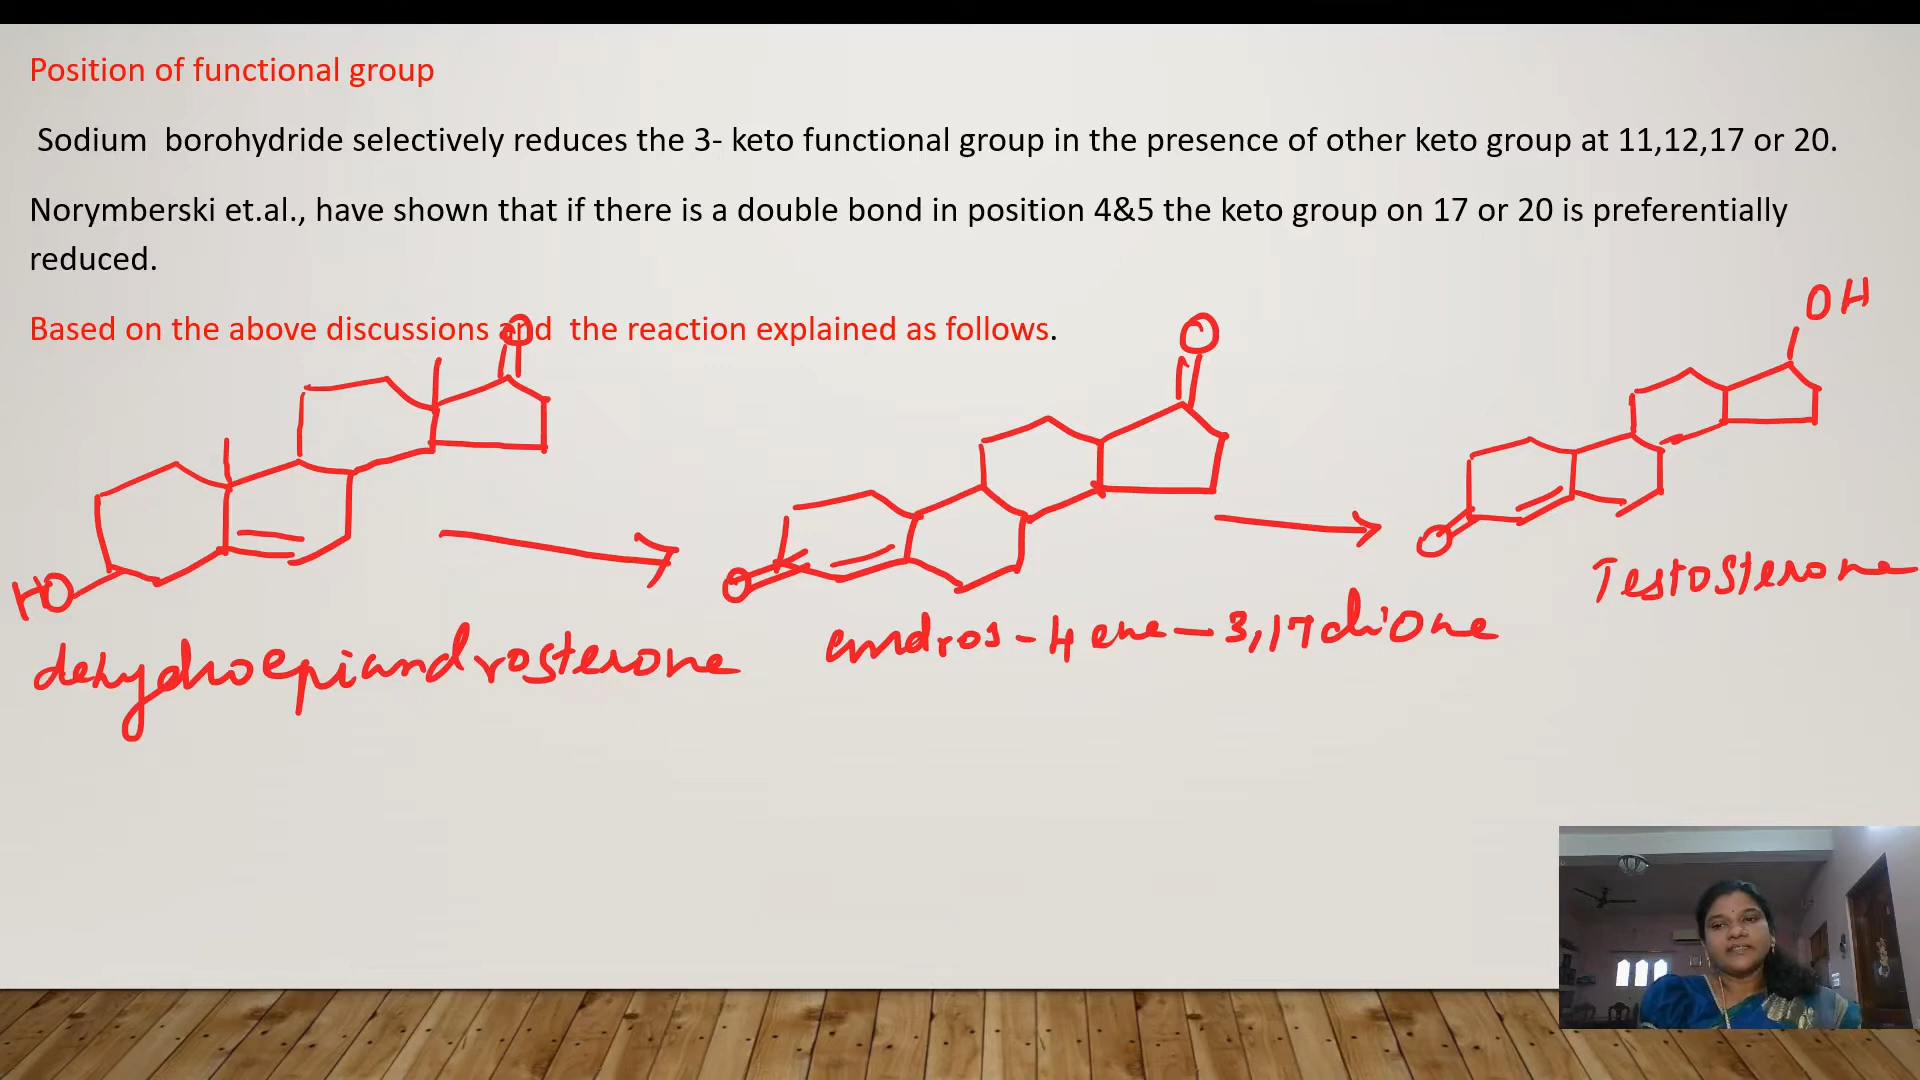 Position of functional group
Sodium borohydride selectively reduces the 3- keto functional group in the presence of other keto group at 11,12,17 or 20.
Norymberski et.al., have shown that if there is a double bond in position 4&5 the keto group on 17 or 20 is preferentially
reduced.
Based on the above discussions and the reaction explained as follows.
O
O
OH
HO
O
O
dehydroepiandrosterone
andros-4 ene-3,17dione
Testosterone